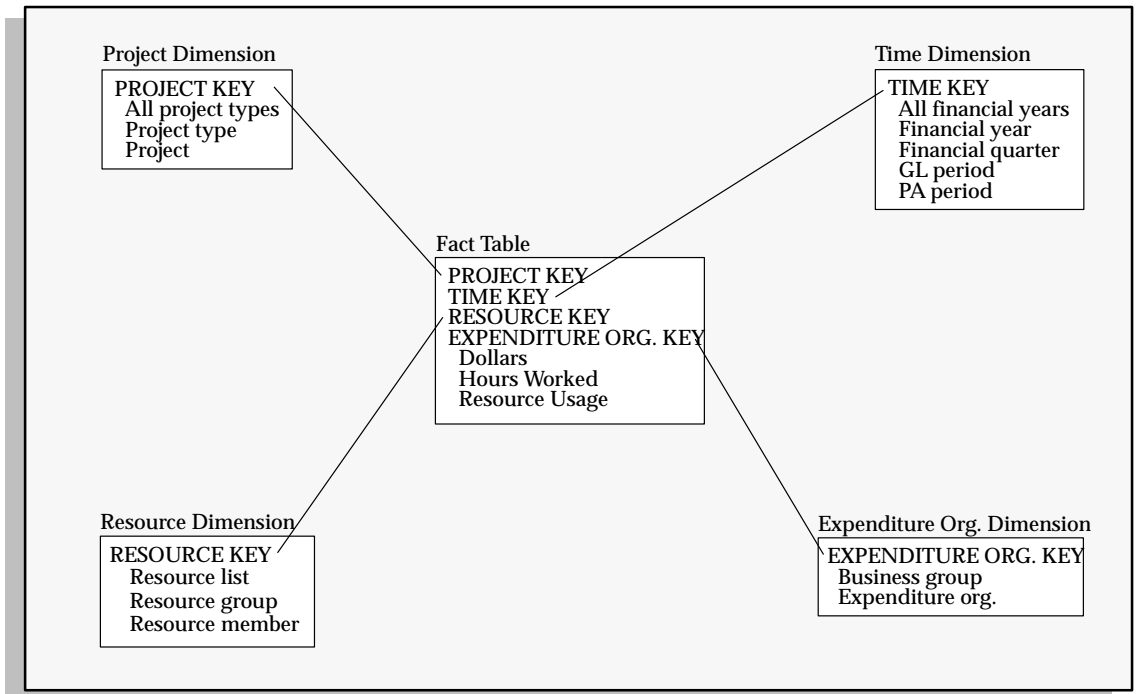 Project Dimension
PROJECT KEY
All project types
Project type
Project
Time Dimension
TIME KEY
All financial years
Financial year
Financial quarter
GL period
PA period
Fact Table
PROJECT KEY
TIME KEY
RESOURCE KEY
EXPENDITURE ORG. KEY
Dollars
Hours Worked
Resource Usage
Resource Dimension
RESOURCE KEY
Resource list
Resource group
Resource member
Expenditure Org. Dimension
EXPENDITURE ORG. KEY
Business group
Expenditure org.